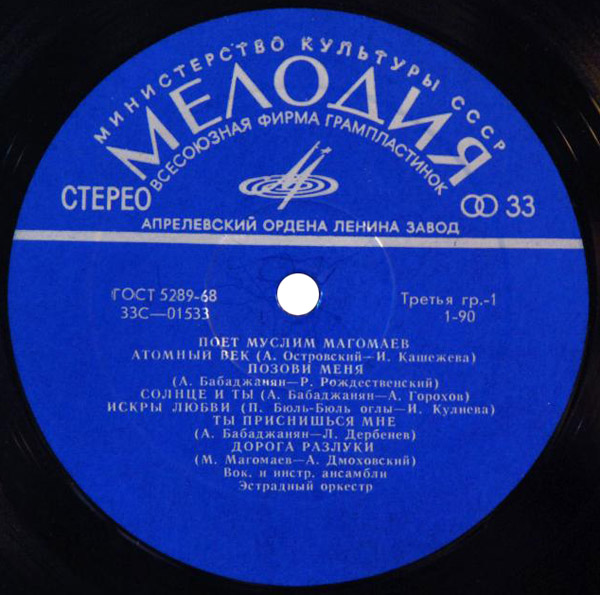 МИНИСТЕРСТВО КУЛЬТУРЫ СССР
МЕЛОДИЯ
ВСЕСОЮЗНАЯ ФИРМА ГРАМПЛАСТИНОК
СТЕРЕО
33
АПРЕЛЕВСКИЙ ОРДЕНА ЛЕНИНА ЗАВОД
ГОСТ 5289-68
Третья гр.-1
33С—01533
1-90
ПОЕТ МУСЛИМ МАГОМАЕВ
АТОМНЫЙ ВЕК (А. Островский—И. Кашежева)
ПОЗОВИ МЕНЯ
(А. Бабаджанян—Р. Рождественский)
СОЛНЦЕ И ТЫ (А. Бабаджанян—А. Горохов)
ИСКРЫ ЛЮБВИ (П. Бюль-Бюль оглы—И. Кулиева)
ТЫ ПРИСНИШЬСЯ МНЕ
(А. Бабаджанян—Л. Дербенев)
ДОРОГА РАЗЛУКИ
(М. Магомаев—А. Дмоховский)
Вок. и инстр. ансамбли
Эстрадный оркестр